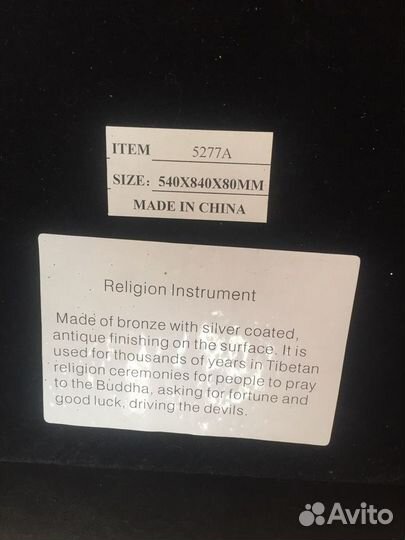 ITEM 5277A
SIZE: 540X840X80MM
MADE IN CHINA
Religion Instrument
Made of bronze with silver coated,
antique finishing on the surface. It is
used for thousands of years in Tibetan
religion ceremonies for people to pray
to the Buddha, asking for fortune and
good luck, driving the devils.
Avito